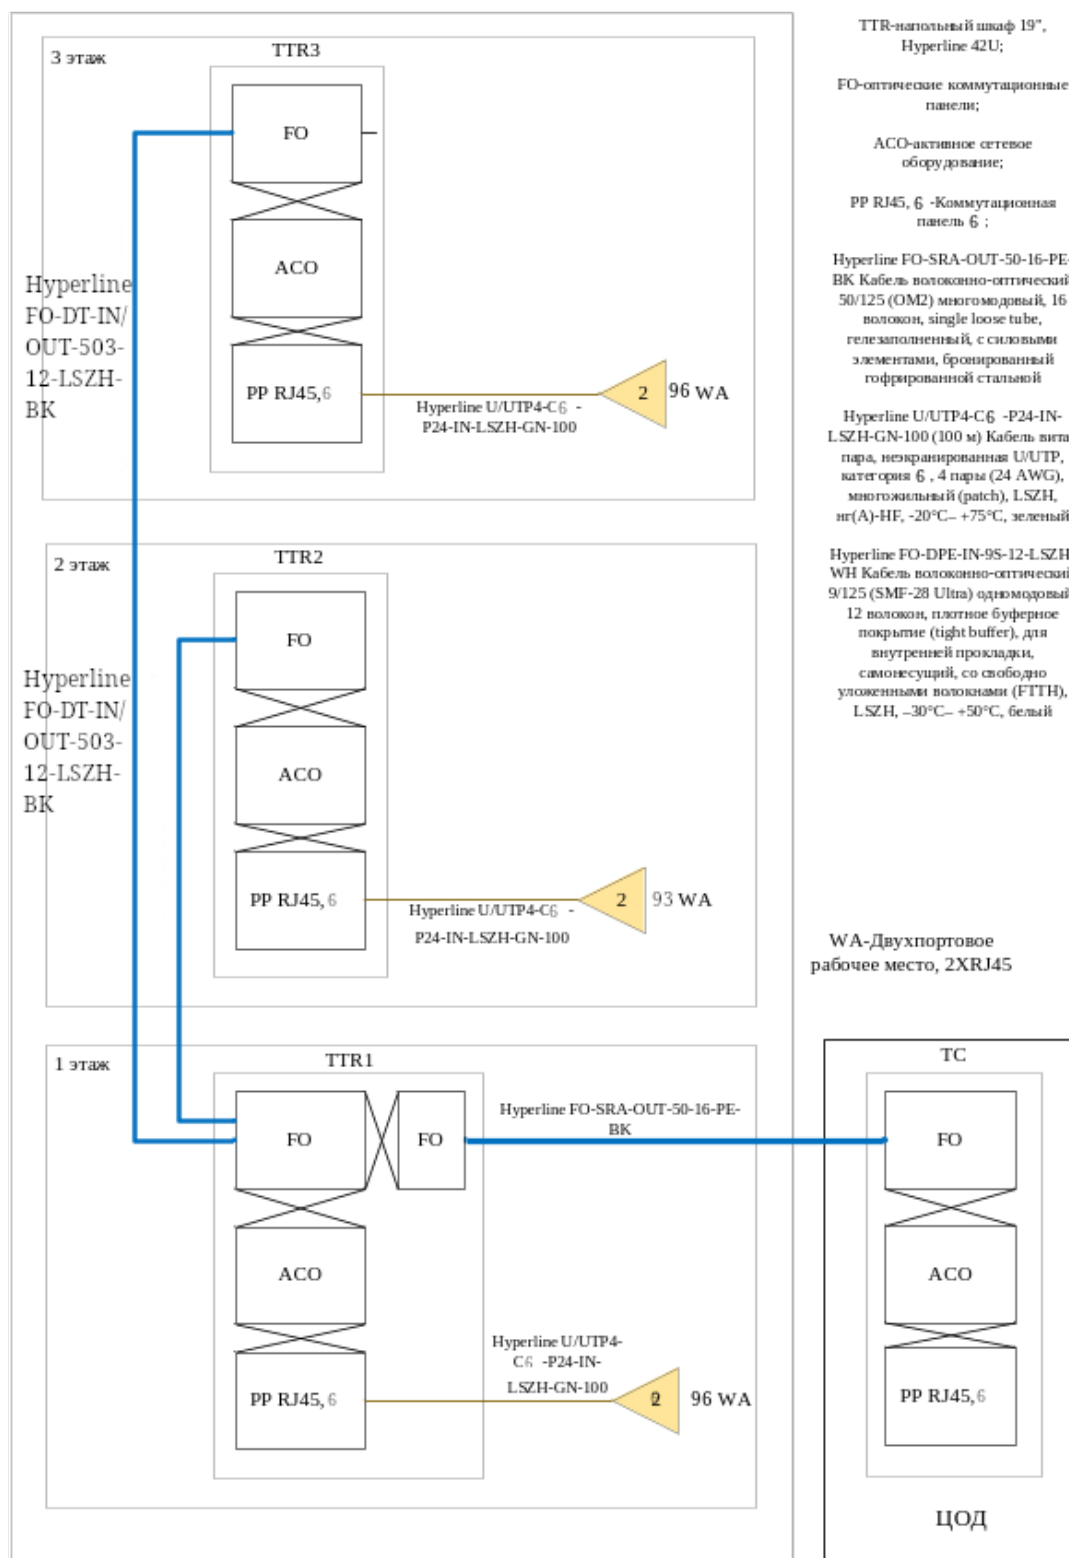 3 этаж
TTR3
FO
ACO
PP RJ45,6
Hyperline U/UTP4-C6 -
P24-IN-LSZH-GN-100
2
96 WA
Hyperline
FO-DT-IN/
OUT-503-
12-LSZH-
BK
2 этаж
TTR2
FO
ACO
PP RJ45,6
Hyperline U/UTP4-C6 -
P24-IN-LSZH-GN-100
2
93 WA
Hyperline
FO-DT-IN/
OUT-503-
12-LSZH-
BK
1 этаж
TTR1
FO
FO
Hyperline FO-SRA-OUT-50-16-PE-
BK
ACO
PP RJ45,6
Hyperline U/UTP4-
C6 -P24-IN-
LSZH-GN-100
96 WA
TTR-напольный шкаф 19",
Hyperline 42U;
FO-оптические коммутационные
панели;
ACO-активное сетевое
оборудование;
PP RJ45, 6 -Коммутационная
панель 6 ;
Hyperline FO-SRA-OUT-50-16-PE-
BK Кабель волоконно-оптический
50/125 (OM2) многомодовый, 16
волокон, single loose tube,
гелезаполненный, с силовыми
элементами, бронированный
гофрированной стальной
Hyperline U/UTP4-C6 -P24-IN-
LSZH-GN-100 (100 м) Кабель вита
пара, неэкранированная U/UTP,
категория 6 , 4 пары (24 AWG),
многожильный (patch), LSZH,
нг(А)-HF, -20°C– +75°C, зеленый
Hyperline FO-DPE-IN-9S-12-LSZH
WH Кабель волоконно-оптический
9/125 (SMF-28 Ultra) одномодовый
12 волокон, плотное буферное
покрытие (tight buffer), для
внутренней прокладки,
самонесущий, со свободно
уложенными волокнами (FTTH),
LSZH, –30°C– +50°C, белый
WA-Двухпортовое
рабочее место, 2XRJ45
TC
FO
ACO
PP RJ45,6
ЦОД